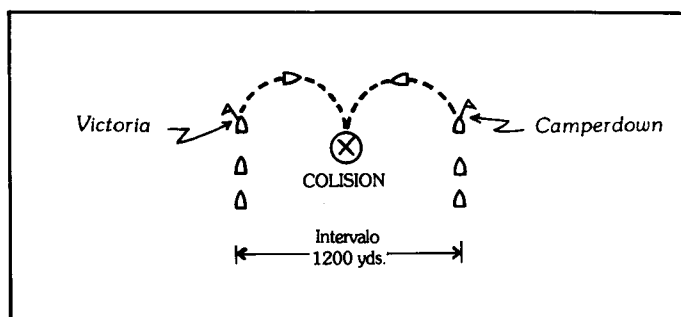 Victoria
Camperdown
COLISION
Intervalo
1200 yds.